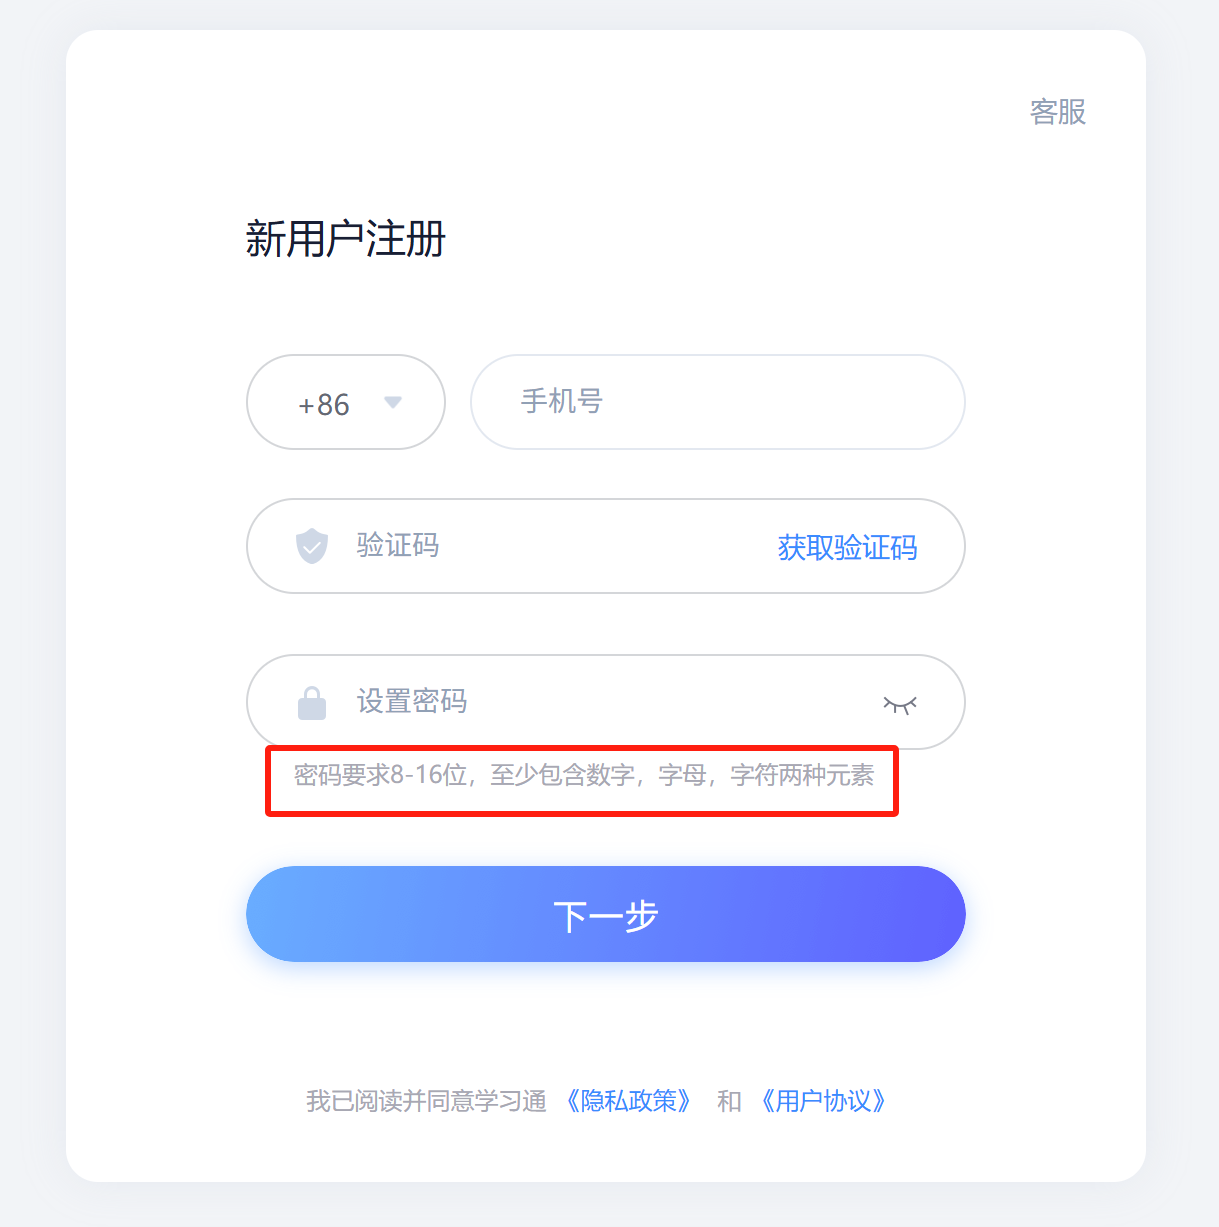 客服
新用户注册
+86 手机号
验证码 获取验证码
设置密码
密码要求8-16位，至少包含数字，字母，字符两种元素
下一步
我已阅读并同意学习通 《隐私政策》 和 《用户协议》